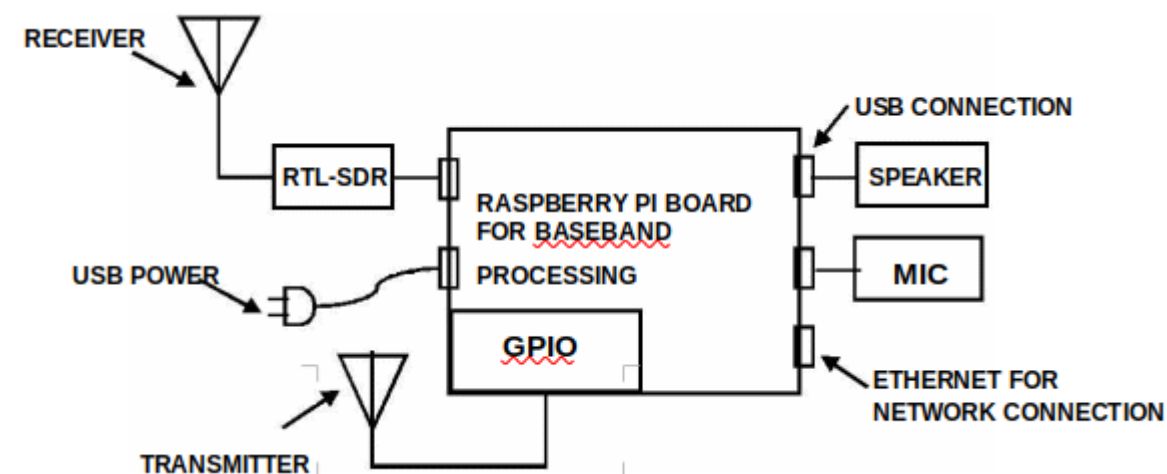 RECEIVER
USB CONNECTION
RTL-SDR
SPEAKER
RASPBERRY PI BOARD
FOR BASEBAND
PROCESSING
USB POWER
MIC
GPIO
ETHERNET FOR
NETWORK CONNECTION
TRANSMITTER